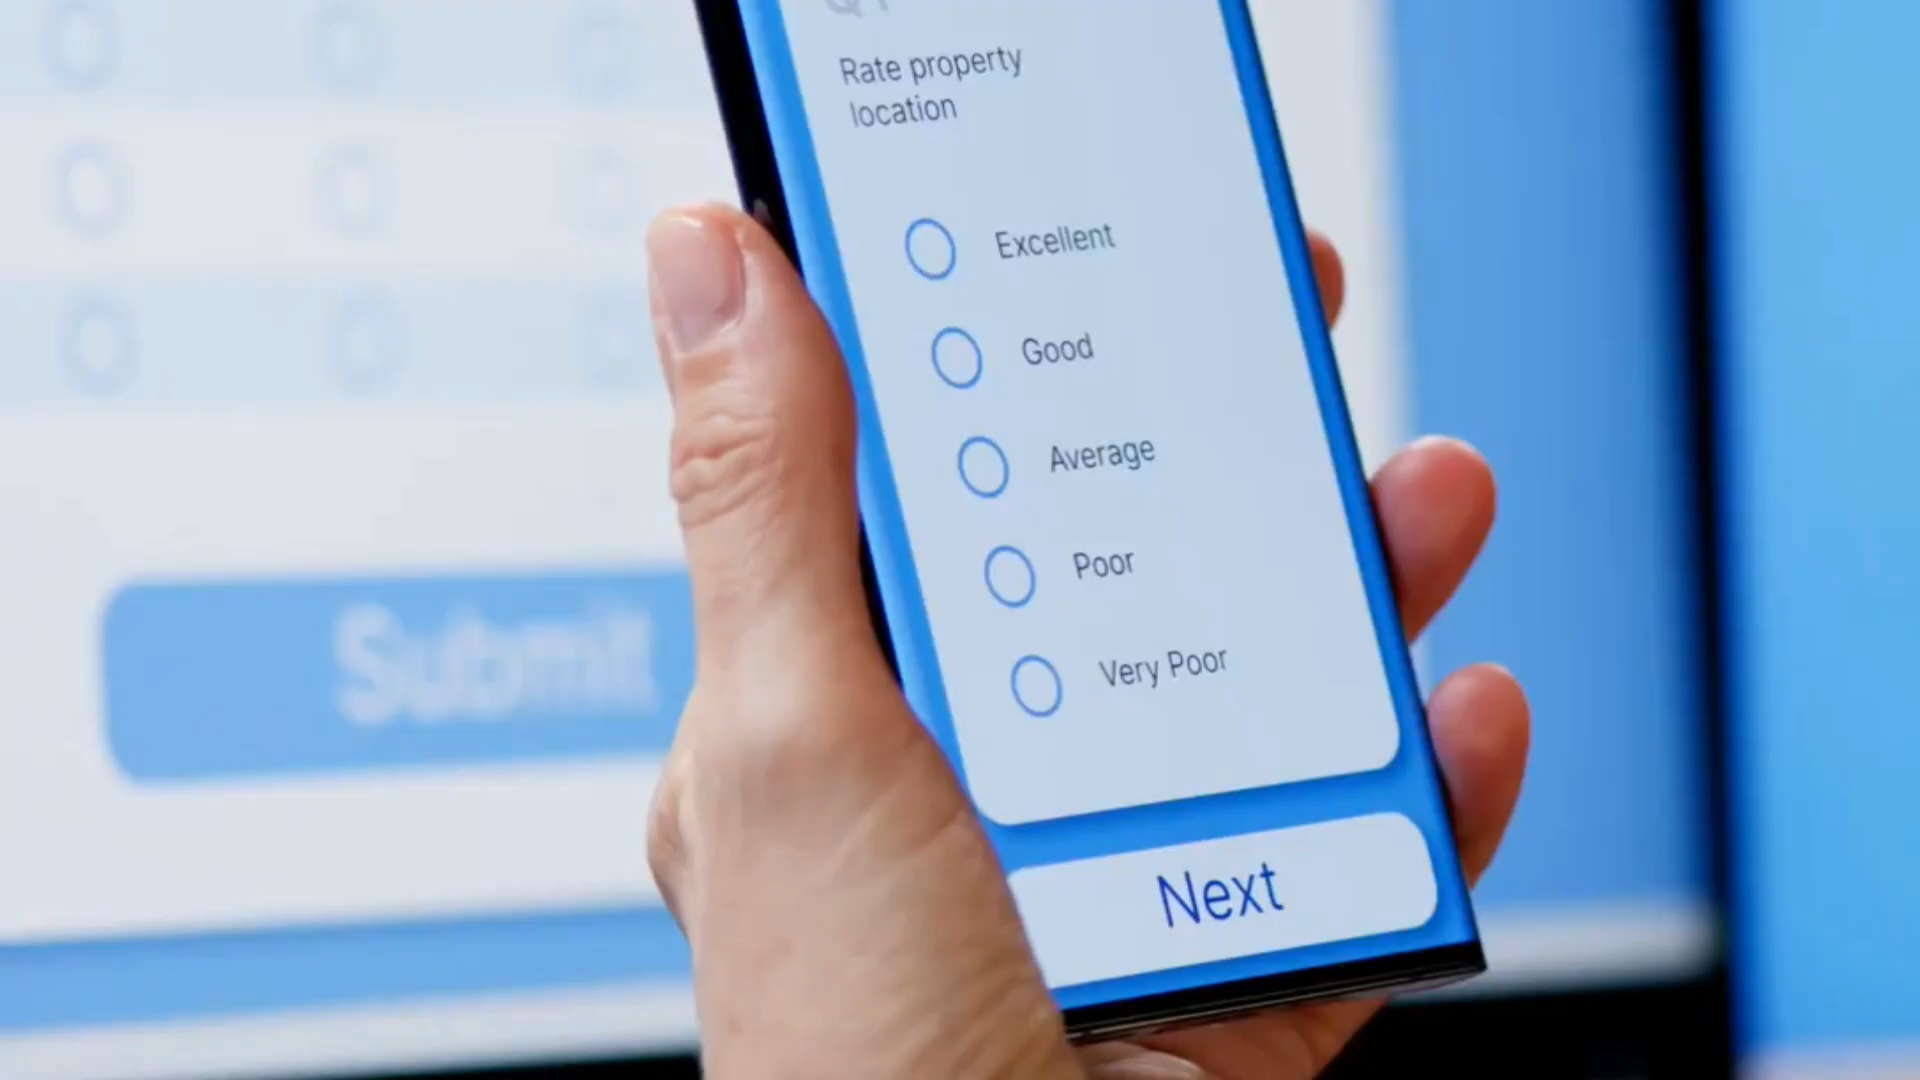 Rate property
location
Excellent
Good
Average
Poor
Very Poor
Next
Submit